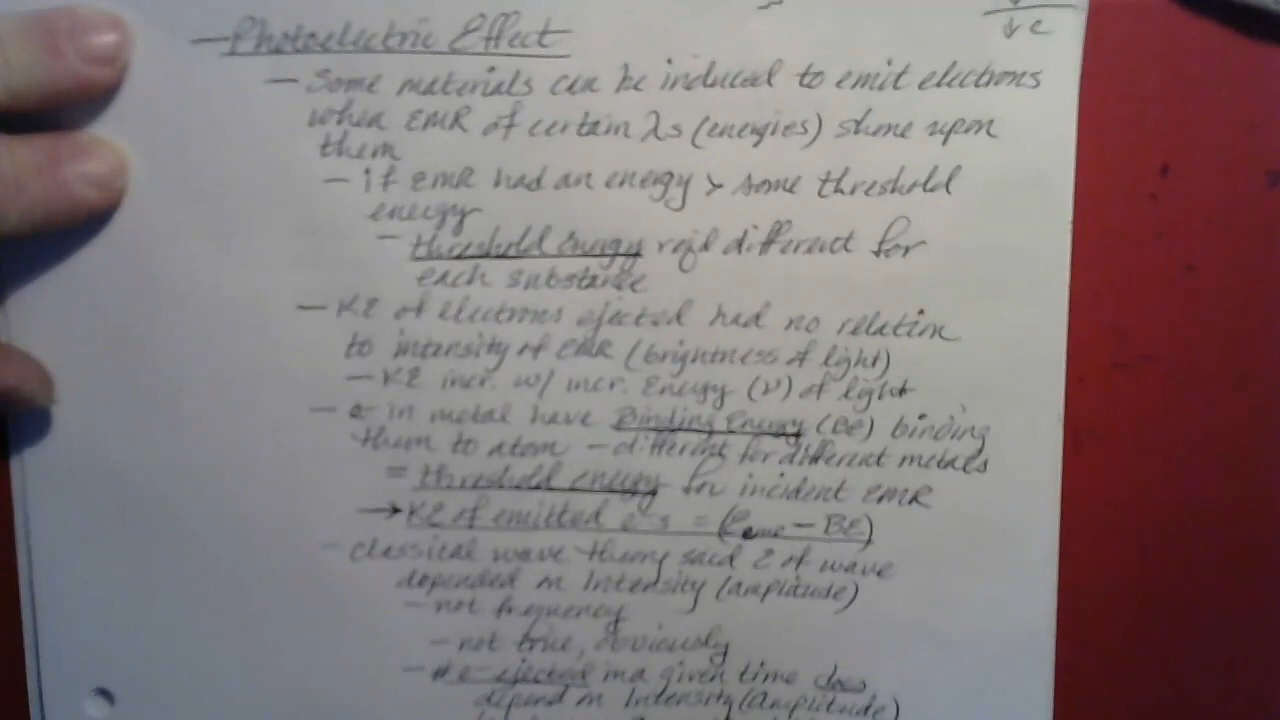 ↓ c
— Photoelectric Effect
— Some materials can be induced to emit electrons
when EMR of certain λs (energies) shone upon
them
— if EMR had an energy > some threshold
energy
— threshold energy req'd different for
each substance
— KE of electrons ejected had no relation
to intensity of EMR (brightness of light)
— KE incr. w/ incr. Energy (ν) of light
— e- in metal have Binding Energy (BE) binding
them to atom — different for different metals
= threshold energy for incident EMR
→ KE of emitted e-s = (EEMR — BE)
— classical wave theory said E of wave
depended on Intensity (amplitude)
— not frequency
— not true, obviously
— # e- ejected in a given time does
depend on Intensity (Amplitude)